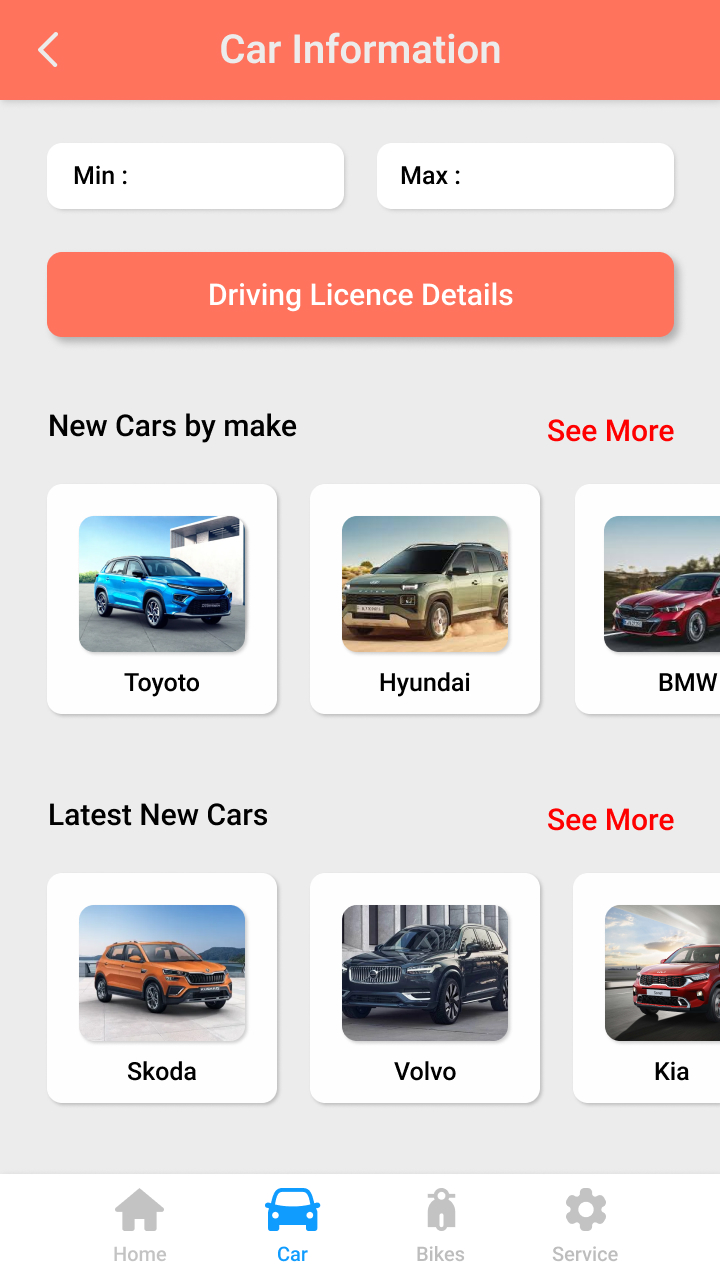 Car Information
Min :
Max :
Driving Licence Details
New Cars by make
See More
Toyoto
Hyundai
BMW
Latest New Cars
See More
Skoda
Volvo
Kia
Home
Car
Bikes
Service